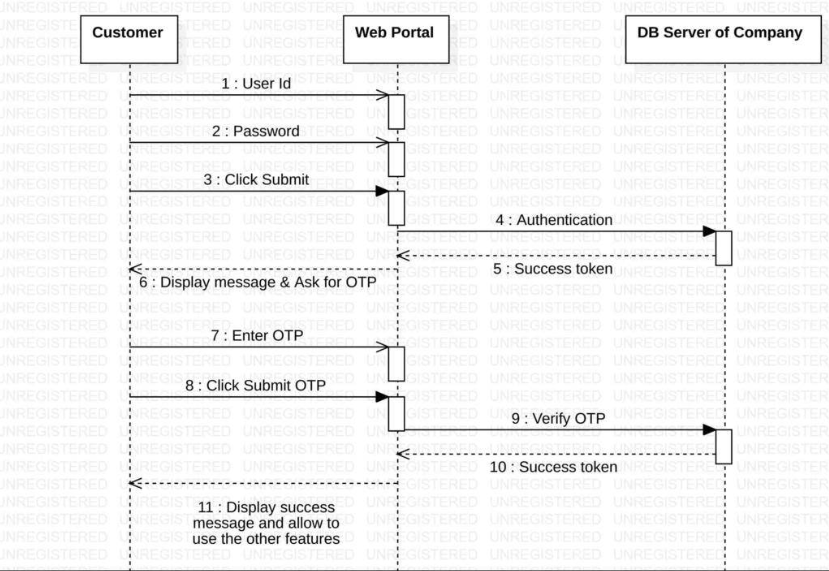 Customer
Web Portal
DB Server of Company
1 : User Id
2 : Password
3 : Click Submit
4 : Authentication
5 : Success token
6 : Display message & Ask for OTP
7 : Enter OTP
8 : Click Submit OTP
9 : Verify OTP
10 : Success token
11 : Display success
message and allow to
use the other features
UNREGISTERED